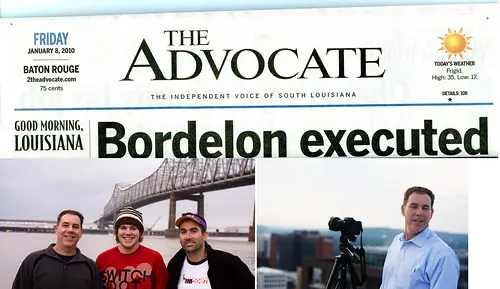 FRIDAY
JANUARY 8, 2010
BATON ROUGE
2theadvocate.com
75 cents
THE
ADVOCATE
THE INDEPENDENT VOICE OF SOUTH LOUISIANA
TODAY'S WEATHER
Frigid.
High: 35. Low: 17.
DETAILS: 10B
GOOD MORNING,
LOUISIANA
Bordelon executed
SWITCH
FOOT